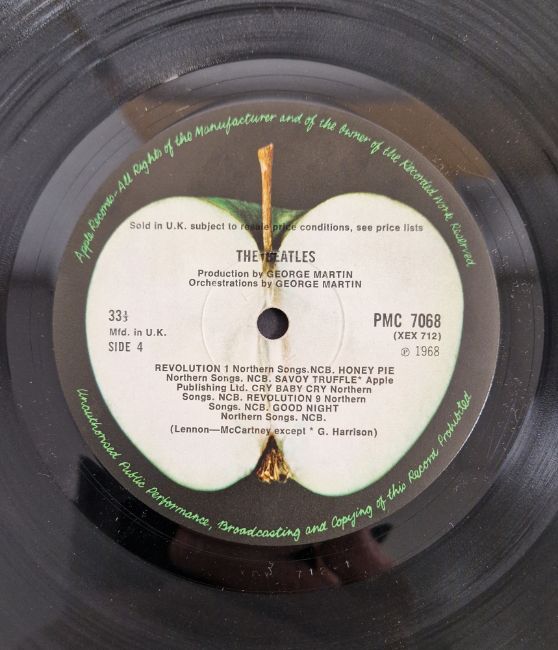 Apple Records-All Rights of the Manufacturer and of the Owner of the Recorded Work Reserved
Sold in U.K. subject to resale price conditions, see price lists
THE BEATLES
Production by GEORGE MARTIN
Orchestrations by GEORGE MARTIN
33⅓
Mfd. in U.K.
SIDE 4
PMC 7068
(XEX 712)
℗ 1968
REVOLUTION 1 Northern Songs.NCB. HONEY PIE
Northern Songs. NCB. SAVOY TRUFFLE* Apple
Publishing Ltd. CRY BABY CRY Northern
Songs. NCB. REVOLUTION 9 Northern
Songs. NCB. GOOD NIGHT
Northern Songs. NCB.
(Lennon—McCartney except * G. Harrison)
Unauthorised Public Performance, Broadcasting and Copying of this Record Prohibited